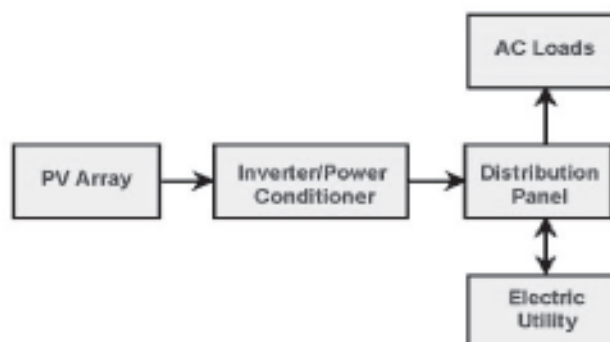 AC Loads
PV Array
Inverter/Power
Conditioner
Distribution
Panel
Electric
Utility